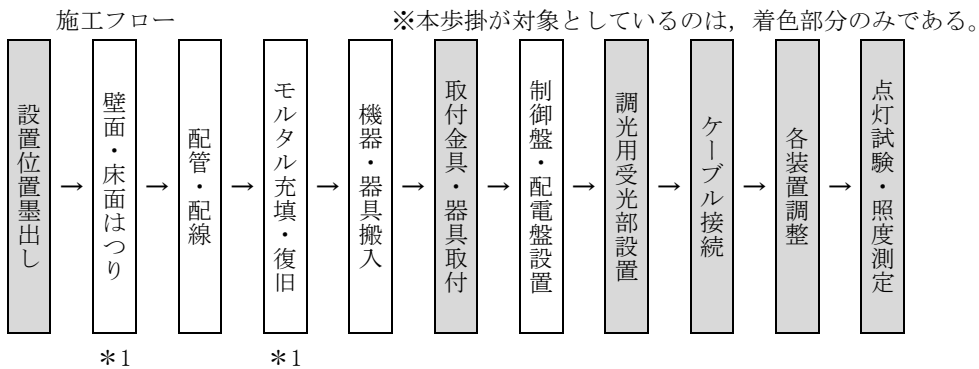 施工フロー
※本歩掛が対象としているのは，着色部分のみである。
設置位置墨出し
→
壁面・床面はつり
→
配管・配線
→
モルタル充填・復旧
→
機器・器具搬入
→
取付金具・器具取付
→
制御盤・配電盤設置
→
調光用受光部設置
→
ケーブル接続
→
各装置調整
→
点灯試験・照度測定
＊1
＊1